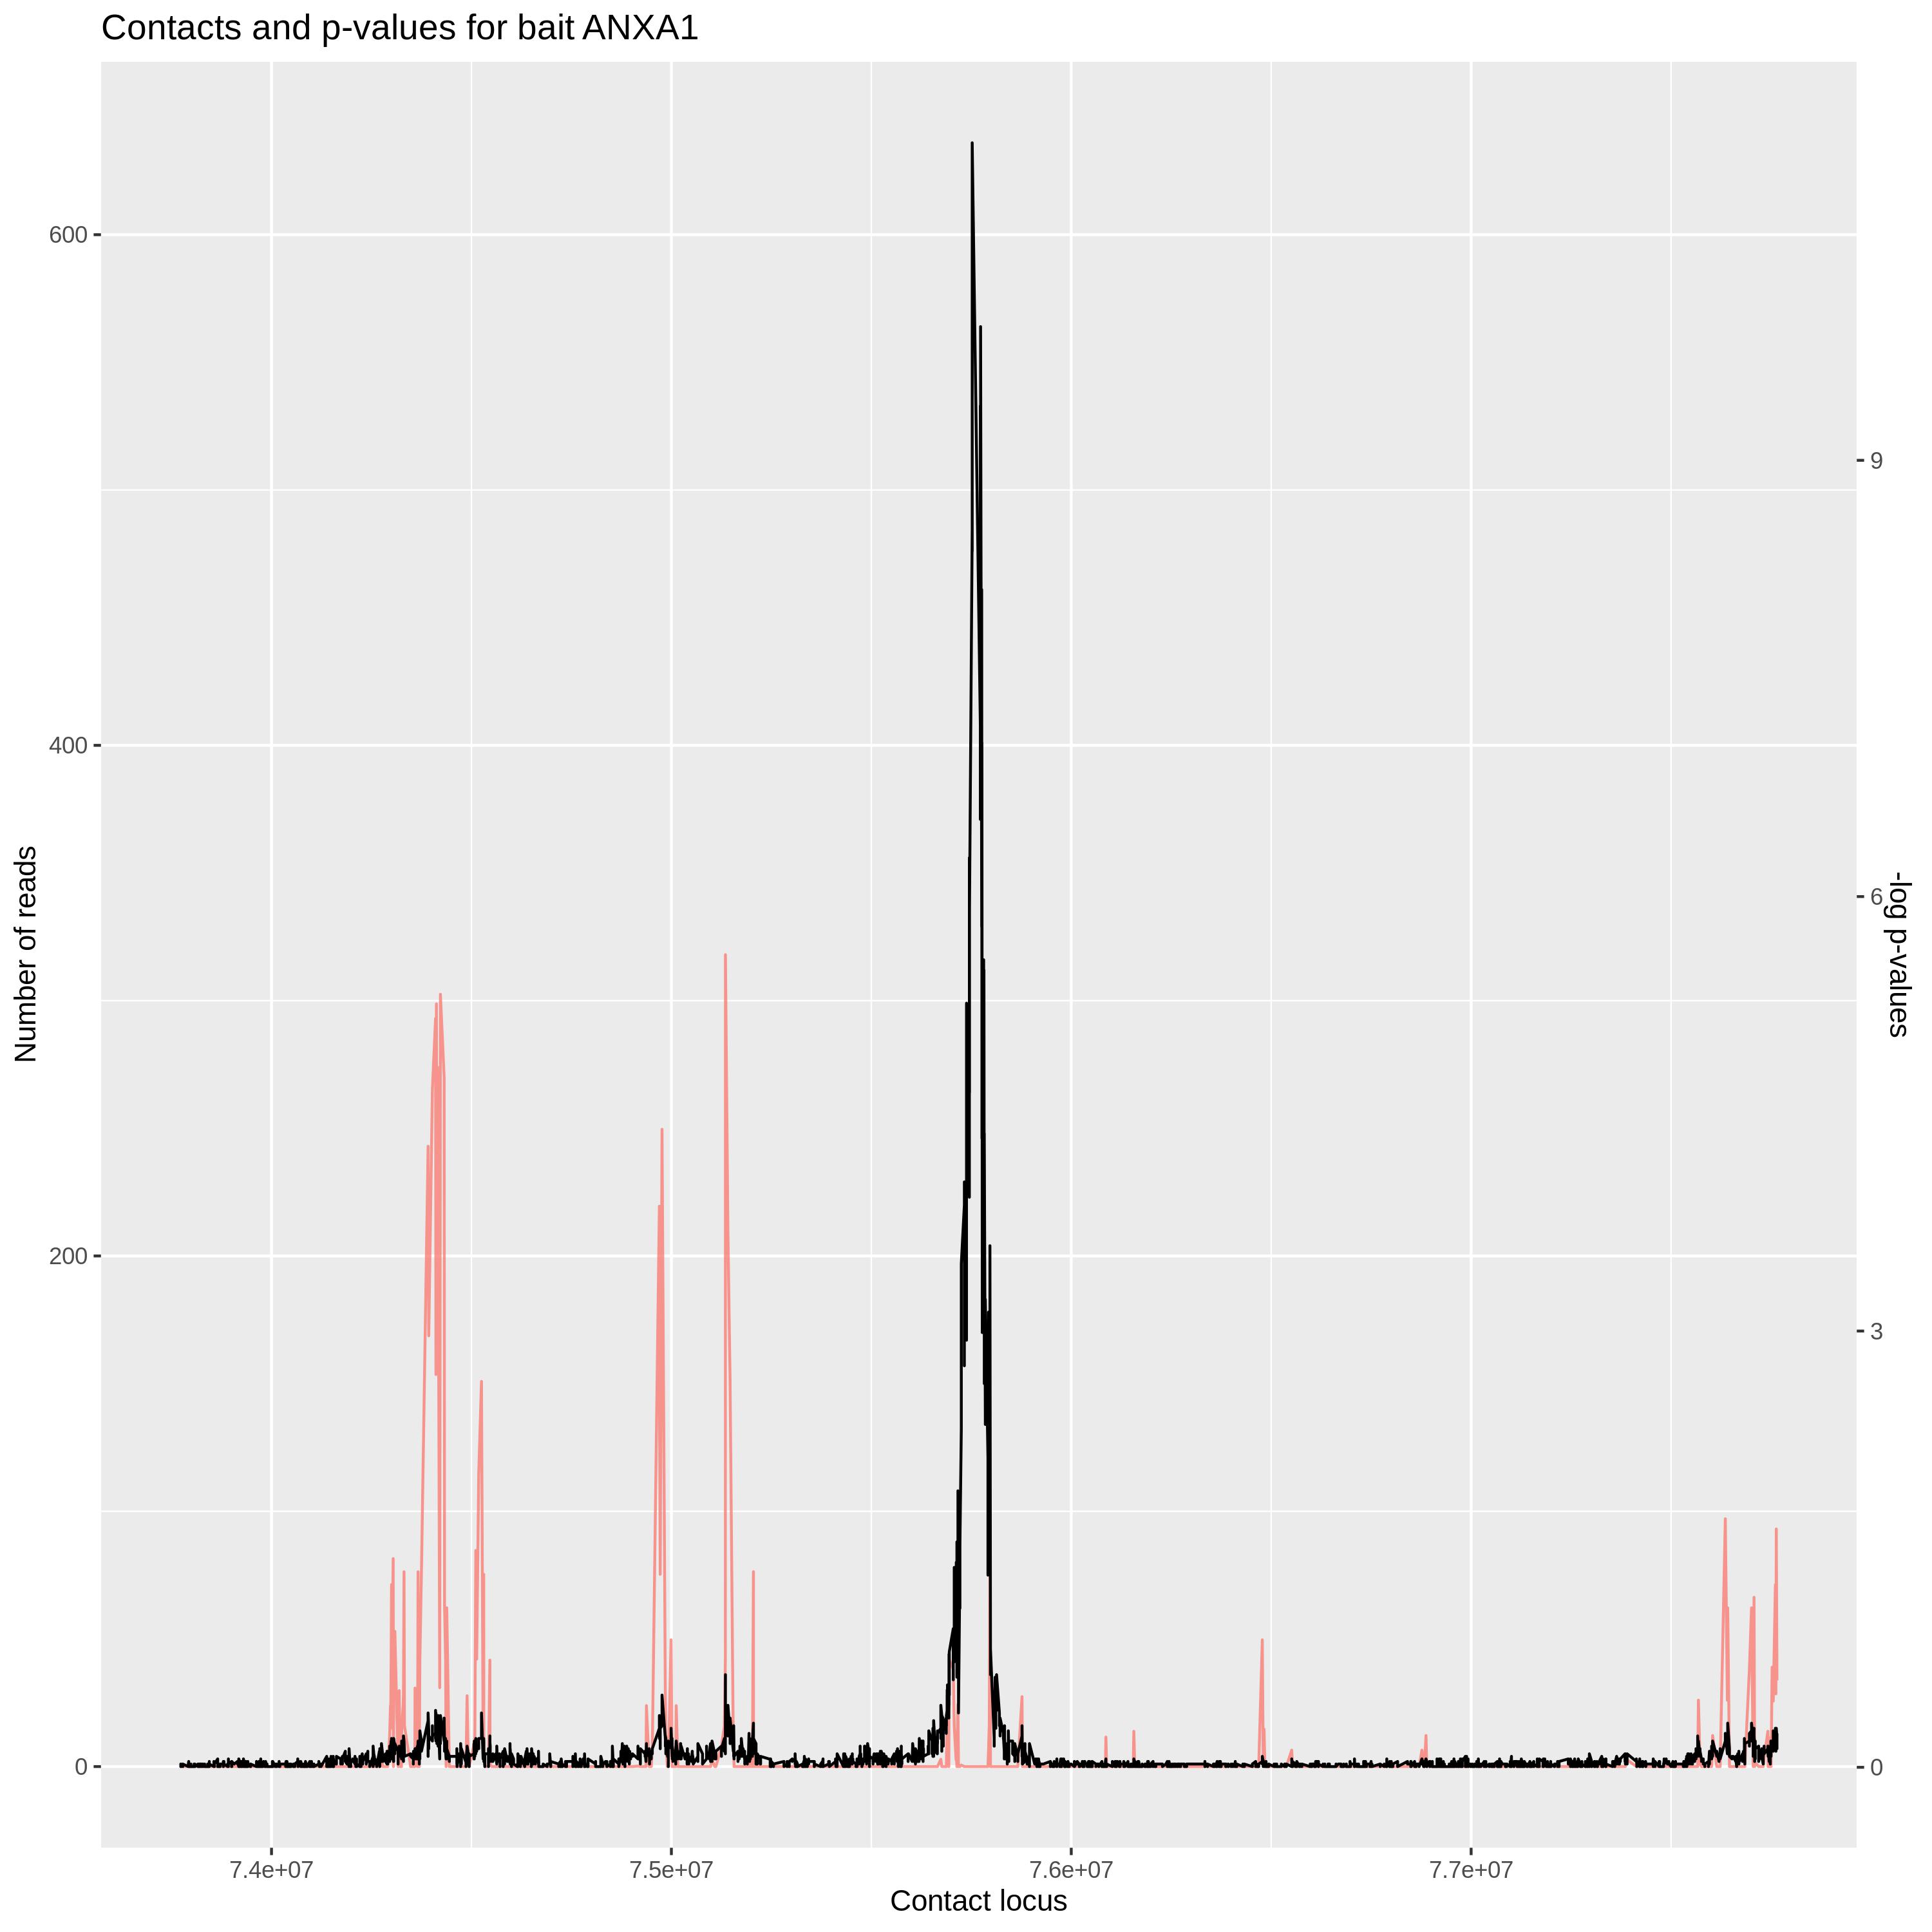 Contacts and p-values for bait ANXA1
Number of reads
600
400
200
0
9
6
3
0
-log p-values
7.4e+07 7.5e+07 7.6e+07 7.7e+07
Contact locus